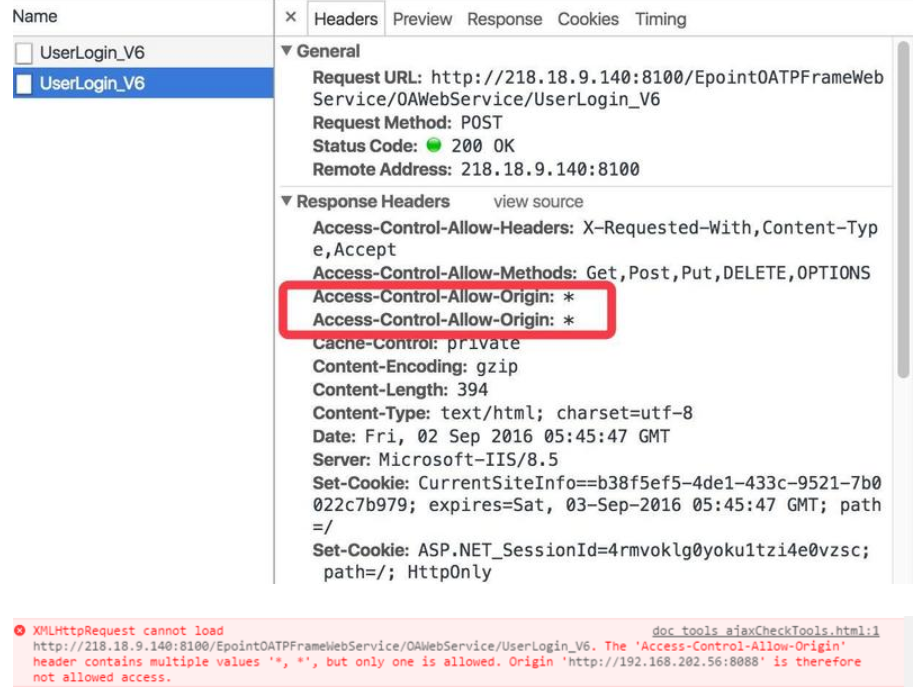 Name
× Headers Preview Response Cookies Timing
UserLogin_V6
UserLogin_V6
▼ General
Request URL: http://218.18.9.140:8100/EpointOATPFrameWeb
Service/OAWebService/UserLogin_V6
Request Method: POST
Status Code: 200 OK
Remote Address: 218.18.9.140:8100
▼ Response Headers view source
Access-Control-Allow-Headers: X-Requested-With,Content-Typ
e,Accept
Access-Control-Allow-Methods: Get,Post,Put,DELETE,OPTIONS
Access-Control-Allow-Origin: *
Access-Control-Allow-Origin: *
Cache-Control: private
Content-Encoding: gzip
Content-Length: 394
Content-Type: text/html; charset=utf-8
Date: Fri, 02 Sep 2016 05:45:47 GMT
Server: Microsoft-IIS/8.5
Set-Cookie: CurrentSiteInfo==b38f5ef5-4de1-433c-9521-7b0
022c7b979; expires=Sat, 03-Sep-2016 05:45:47 GMT; path
=/
Set-Cookie: ASP.NET_SessionId=4rmvoklg0yoku1tzi4e0vzsc;
path=/; HttpOnly
XMLHttpRequest cannot load doc tools ajaxCheckTools.html:1
http://218.18.9.140:8100/EpointOATPFrameWebService/OAWebService/UserLogin_V6. The 'Access-Control-Allow-Origin'
header contains multiple values '*, *', but only one is allowed. Origin 'http://192.168.202.56:8088' is therefore
not allowed access.